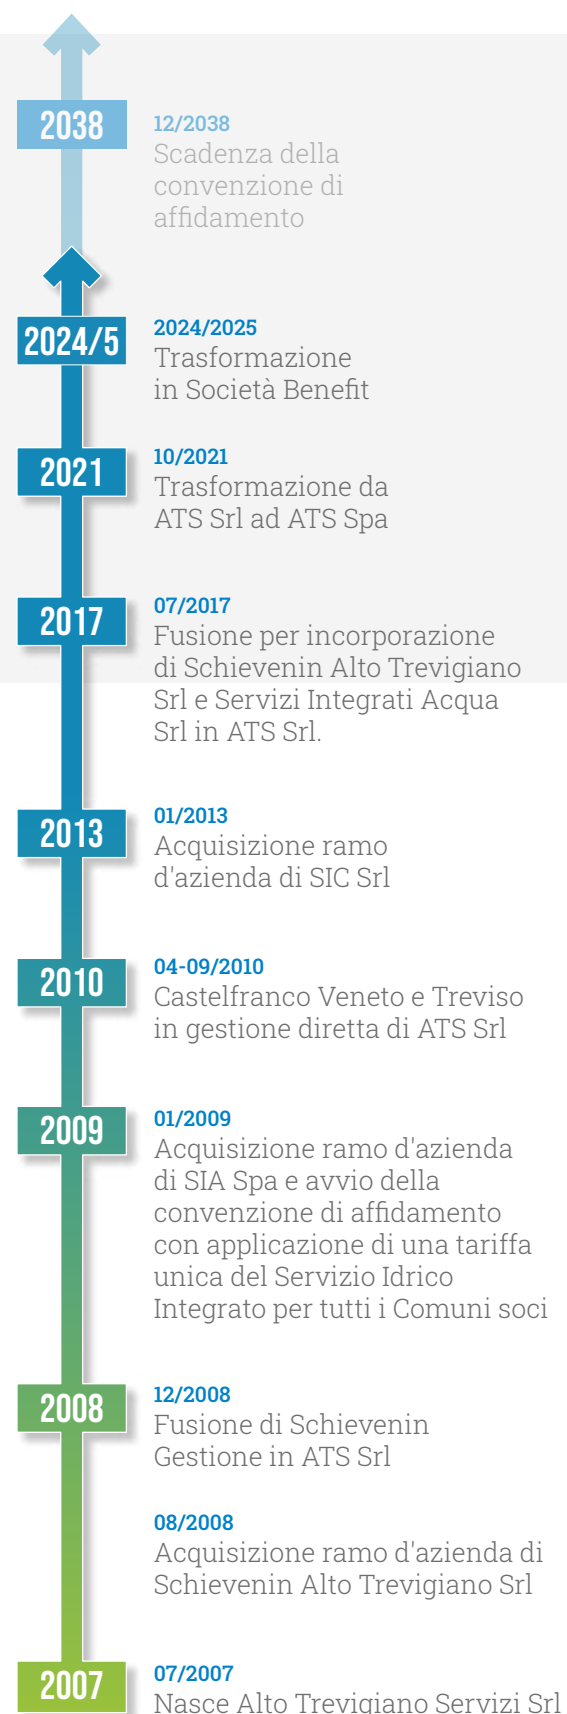 2038
12/2038
Scadenza della
convenzione di
affidamento
2024/5
2024/2025
Trasformazione
in Società Benefit
2021
10/2021
Trasformazione da
ATS Srl ad ATS Spa
2017
07/2017
Fusione per incorporazione
di Schievenin Alto Trevigiano
Srl e Servizi Integrati Acqua
Srl in ATS Srl.
2013
01/2013
Acquisizione ramo
d'azienda di SIC Srl
2010
04-09/2010
Castelfranco Veneto e Treviso
in gestione diretta di ATS Srl
2009
01/2009
Acquisizione ramo d'azienda
di SIA Spa e avvio della
convenzione di affidamento
con applicazione di una tariffa
unica del Servizio Idrico
Integrato per tutti i Comuni soci
2008
12/2008
Fusione di Schievenin
Gestione in ATS Srl
08/2008
Acquisizione ramo d'azienda di
Schievenin Alto Trevigiano Srl
2007
07/2007
Nasce Alto Trevigiano Servizi Srl